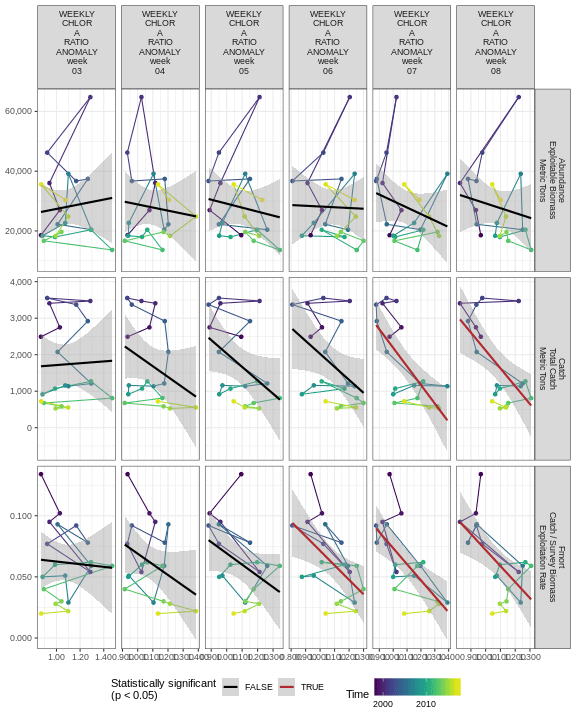 WEEKLY
CHLOR
A
RATIO
ANOMALY
week
03
WEEKLY
CHLOR
A
RATIO
ANOMALY
week
04
WEEKLY
CHLOR
A
RATIO
ANOMALY
week
05
WEEKLY
CHLOR
A
RATIO
ANOMALY
week
06
WEEKLY
CHLOR
A
RATIO
ANOMALY
week
07
WEEKLY
CHLOR
A
RATIO
ANOMALY
week
08
60,000
40,000
20,000
Abundance
Exploitable Biomass
Metric Tons
4,000
3,000
2,000
1,000
0
Catch
Total Catch
Metric Tons
0.100
0.050
0.000
Fmort
Catch / Survey Biomass
Exploitation Rate
1.00
1.20
Statistically significant
(p < 0.05)
FALSE
TRUE
Time
2000
2010